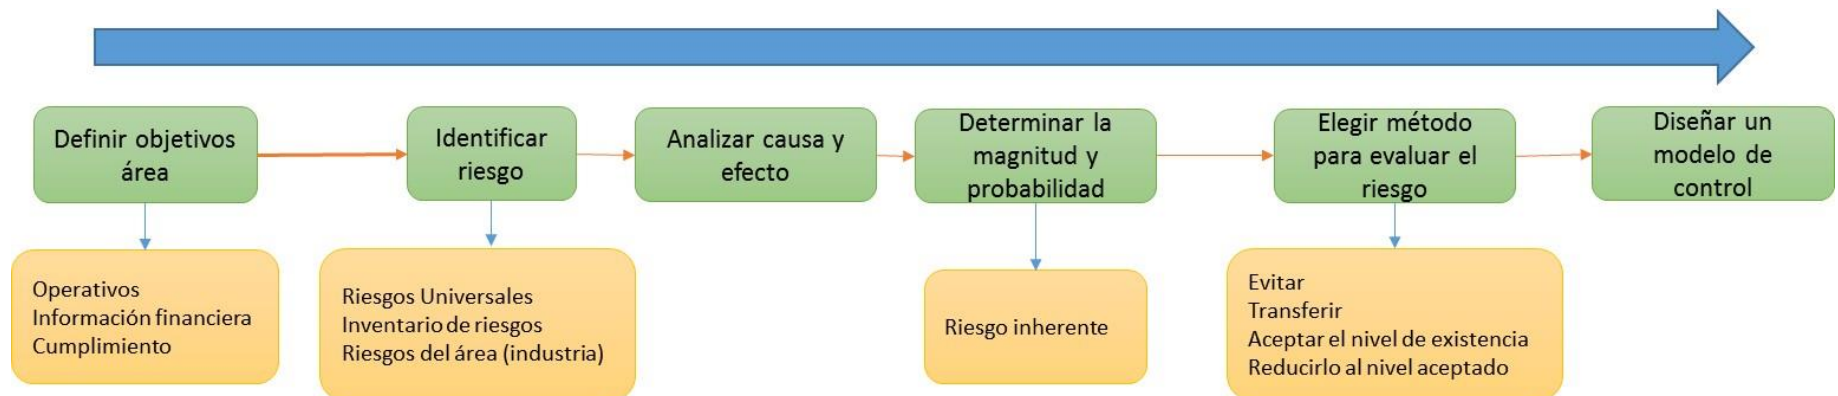 Definir objetivos
área
Identificar
riesgo
Analizar causa y
efecto
Determinar la
magnitud y
probabilidad
Elegir método
para evaluar el
riesgo
Diseñar un
modelo de
control
Operativos
Información financiera
Cumplimiento
Riesgos Universales
Inventario de riesgos
Riesgos del área (industria)
Riesgo inherente
Evitar
Transferir
Aceptar el nivel de existencia
Reducirlo al nivel aceptado